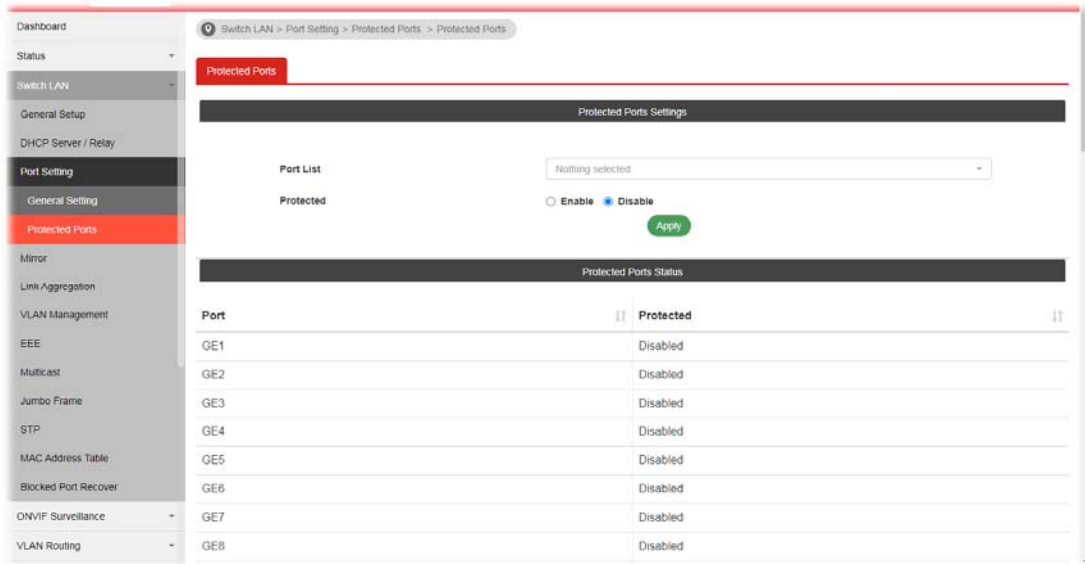 Dashboard
Status
Switch LAN
General Setup
DHCP Server / Relay
Port Setting
General Setting
Protected Ports
Mirror
Link Aggregation
VLAN Management
EEE
Multicast
Jumbo Frame
STP
MAC Address Table
Blocked Port Recover
ONVIF Surveillance
VLAN Routing
Switch LAN > Port Setting > Protected Ports > Protected Ports
Protected Ports
Protected Ports Settings
Port List Nothing selected
Protected Enable Disable
Apply
Protected Ports Status
Port Protected
GE1 Disabled
GE2 Disabled
GE3 Disabled
GE4 Disabled
GE5 Disabled
GE6 Disabled
GE7 Disabled
GE8 Disabled